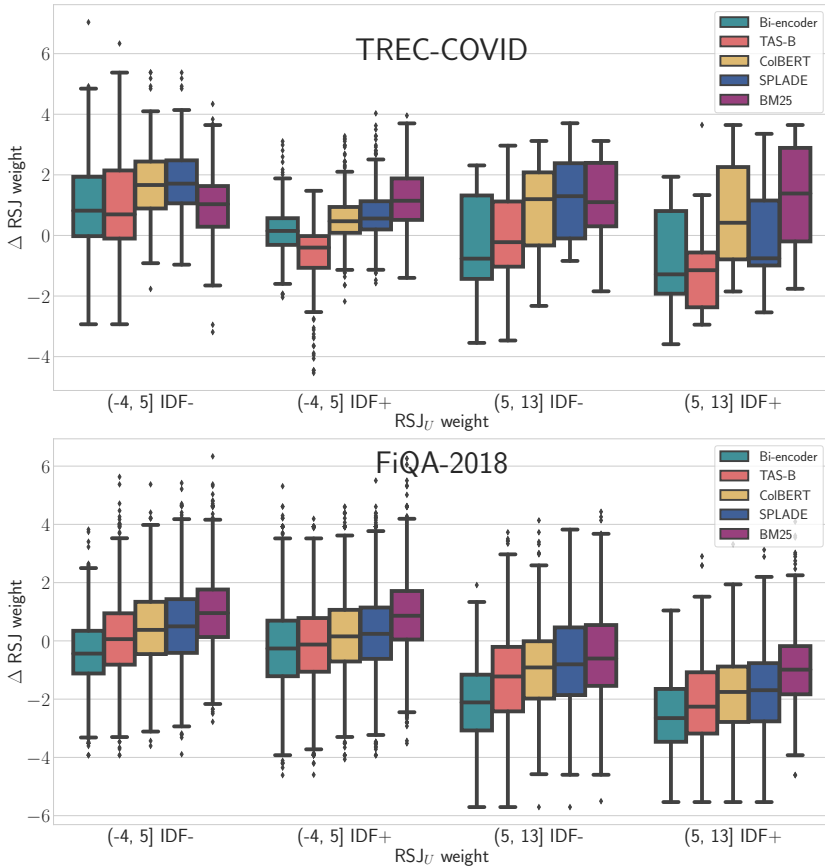 TREC-COVID
Bi-encoder
TAS-B
ColBERT
SPLADE
BM25
Δ RSJ weight
6
4
2
0
−2
−4
(-4, 5] IDF- (-4, 5] IDF+ (5, 13] IDF- (5, 13] IDF+
RSJ_U weight
FiQA-2018
Bi-encoder
TAS-B
ColBERT
SPLADE
BM25
Δ RSJ weight
6
4
2
0
−2
−4
−6
(-4, 5] IDF- (-4, 5] IDF+ (5, 13] IDF- (5, 13] IDF+
RSJ_U weight